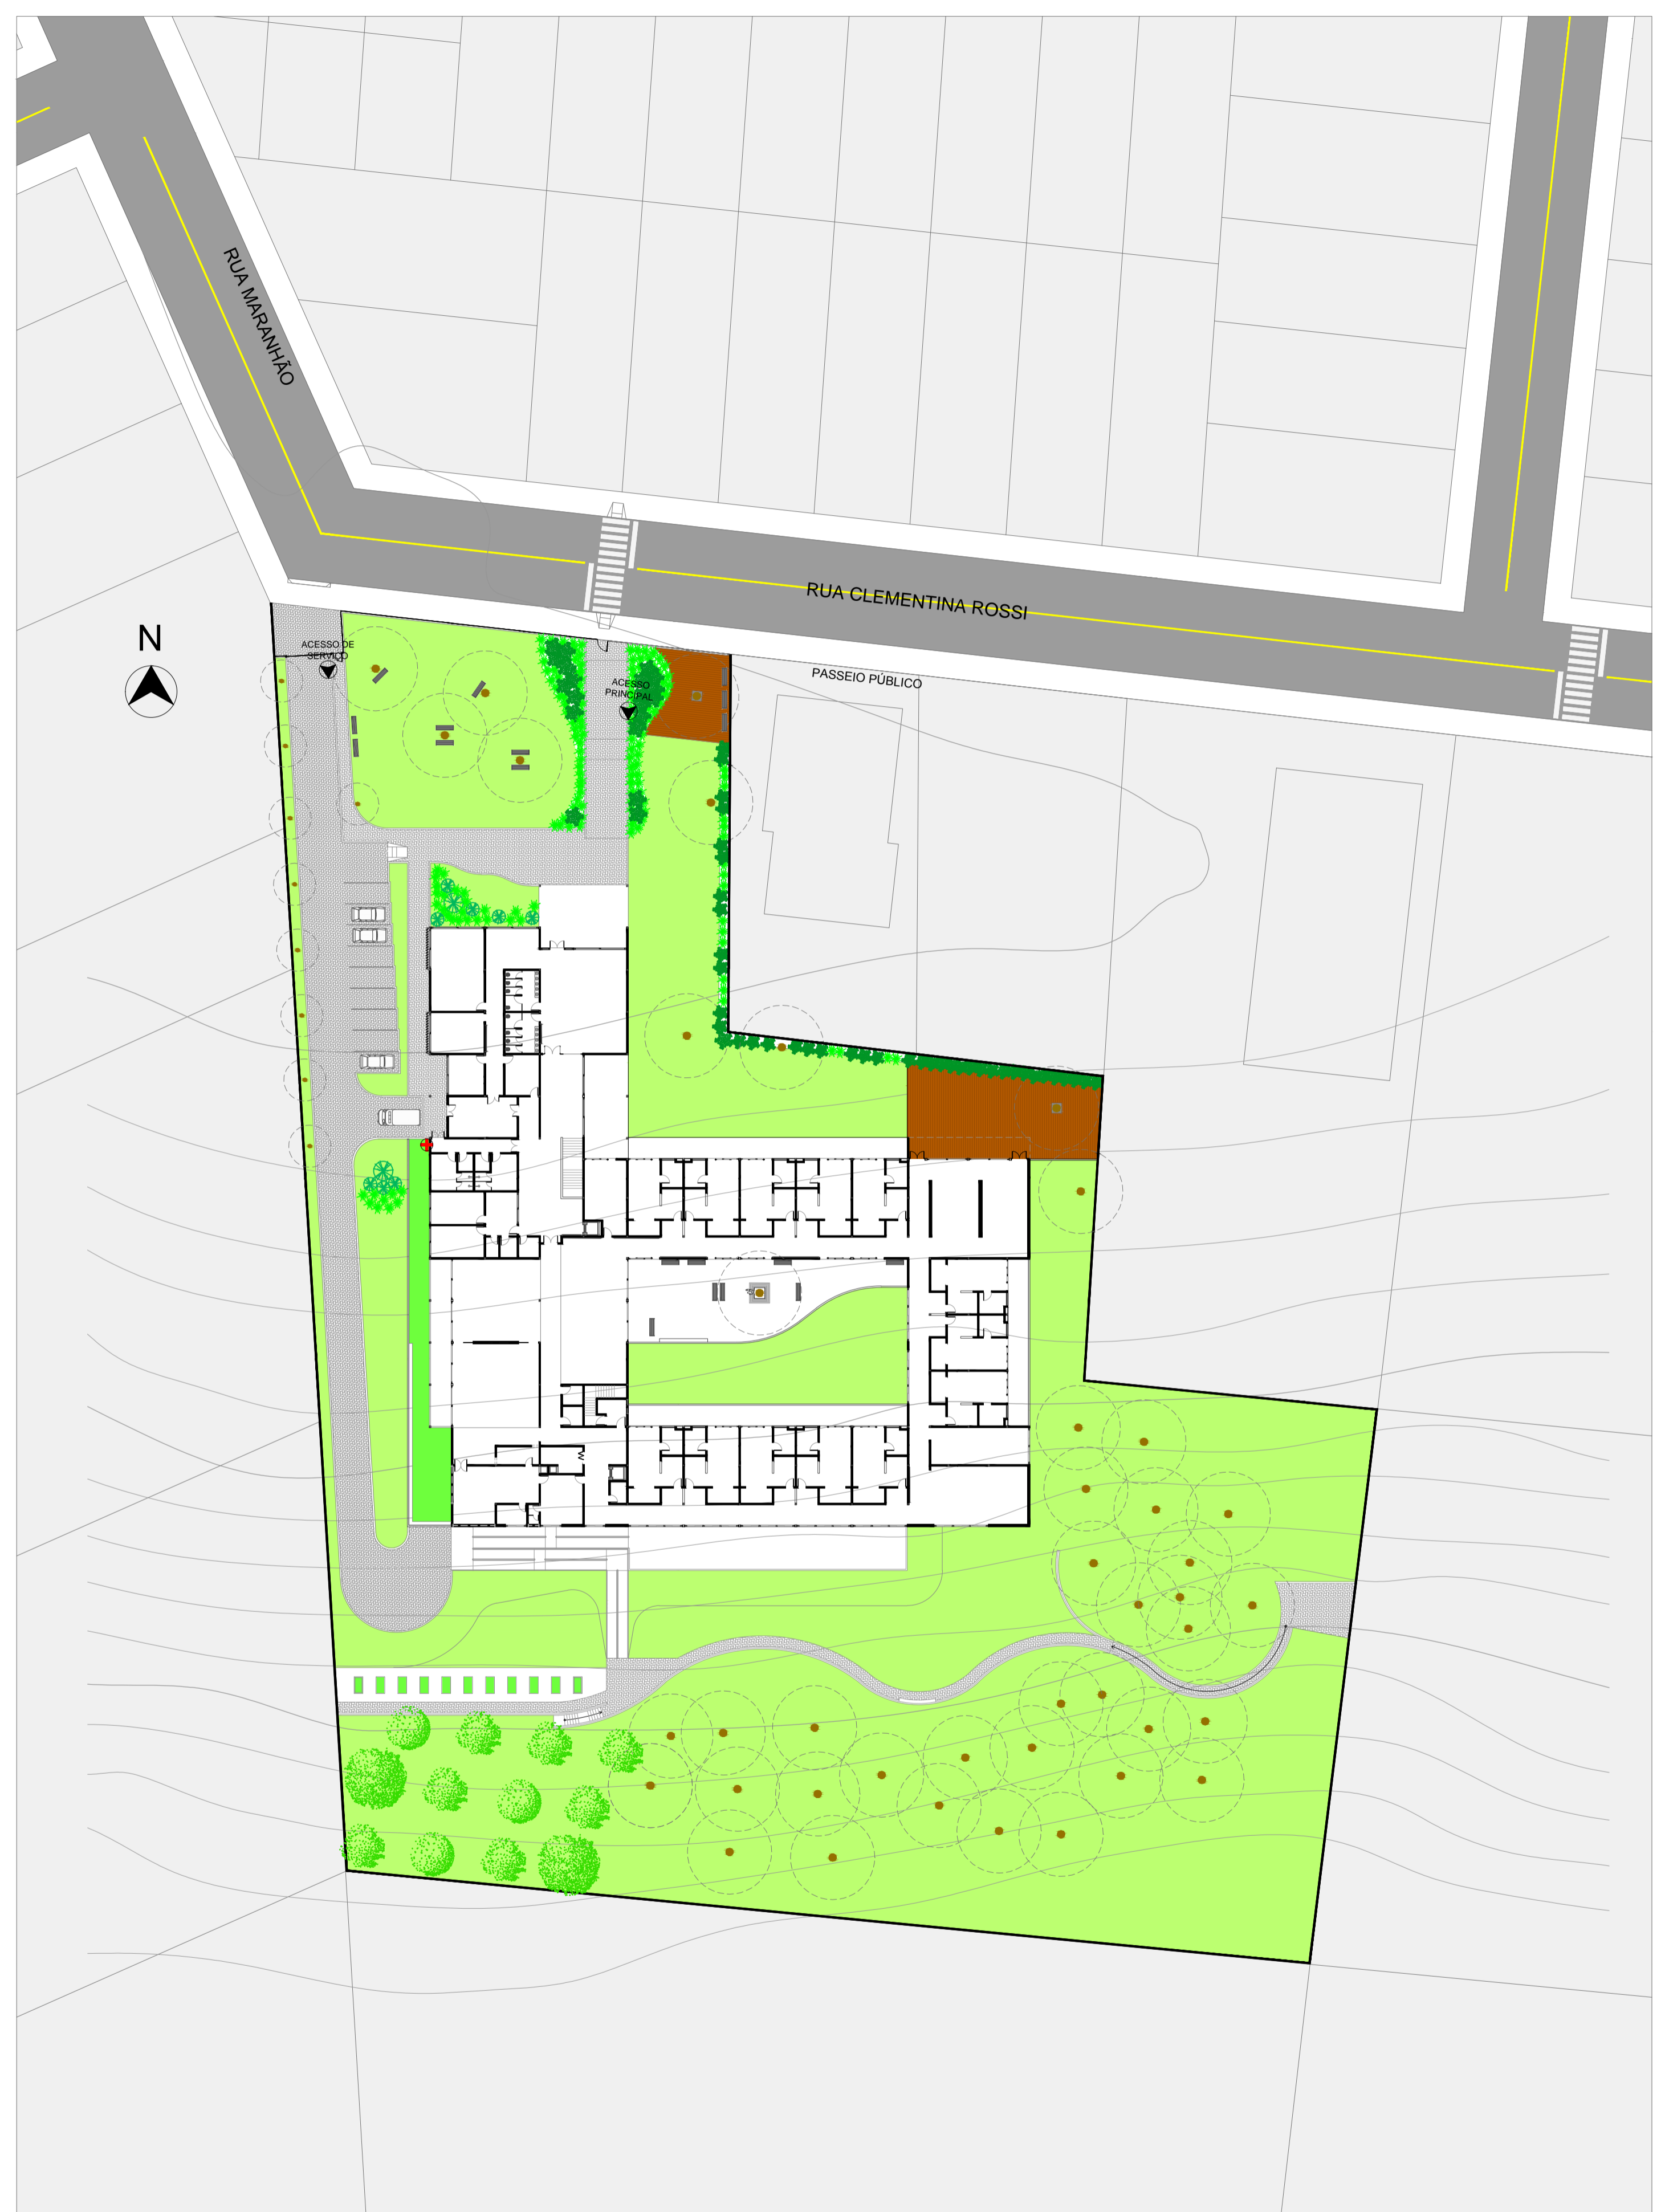 RUA MARANHÃO
RUA CLEMENTINA ROSSI
N
ACESSO DE
SERVIÇO
ACESSO
PRINCIPAL
PASSEIO PÚBLICO